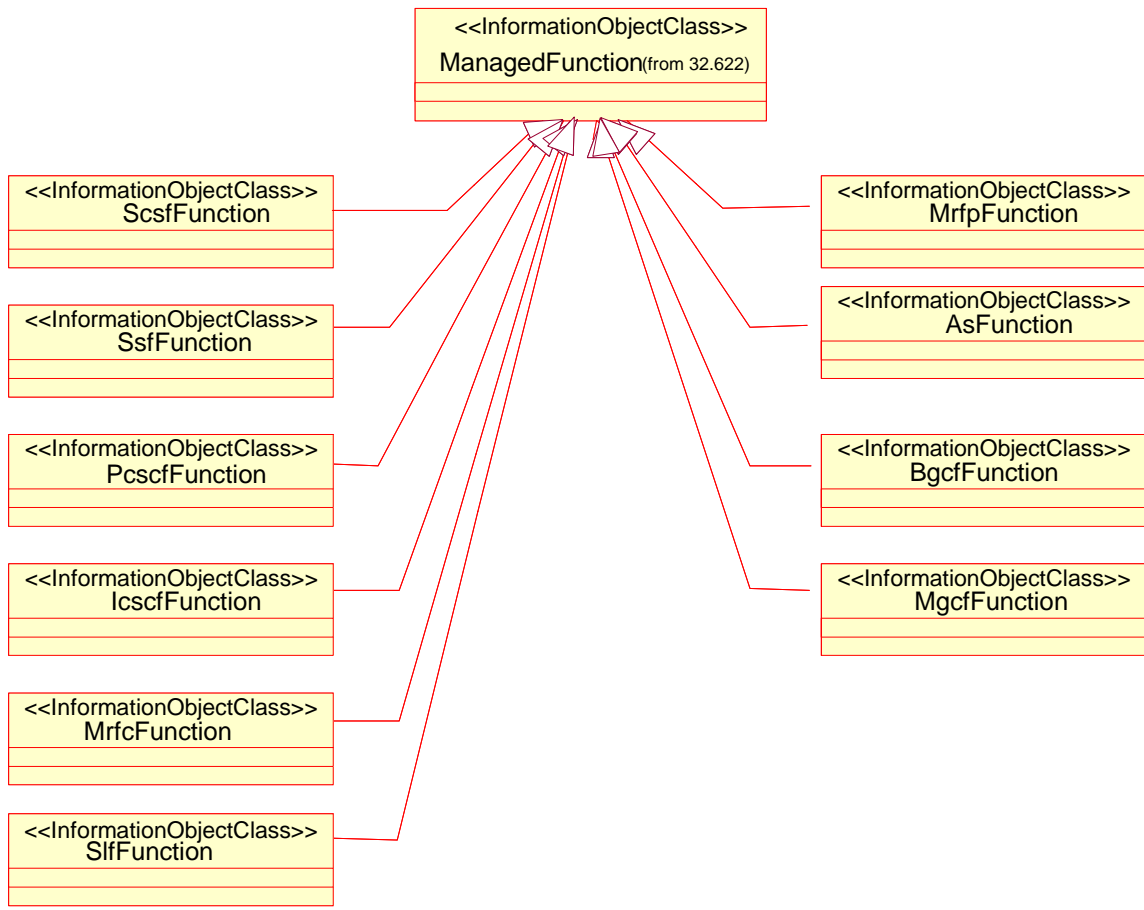 <<InformationObjectClass>>
ManagedFunction(from 32.622)
<<InformationObjectClass>>
ScsfFunction
<<InformationObjectClass>>
SsfFunction
<<InformationObjectClass>>
PcscfFunction
<<InformationObjectClass>>
IcscfFunction
<<InformationObjectClass>>
MrfcFunction
<<InformationObjectClass>>
SlfFunction
<<InformationObjectClass>>
MrfpFunction
<<InformationObjectClass>>
AsFunction
<<InformationObjectClass>>
BgcfFunction
<<InformationObjectClass>>
MgcfFunction